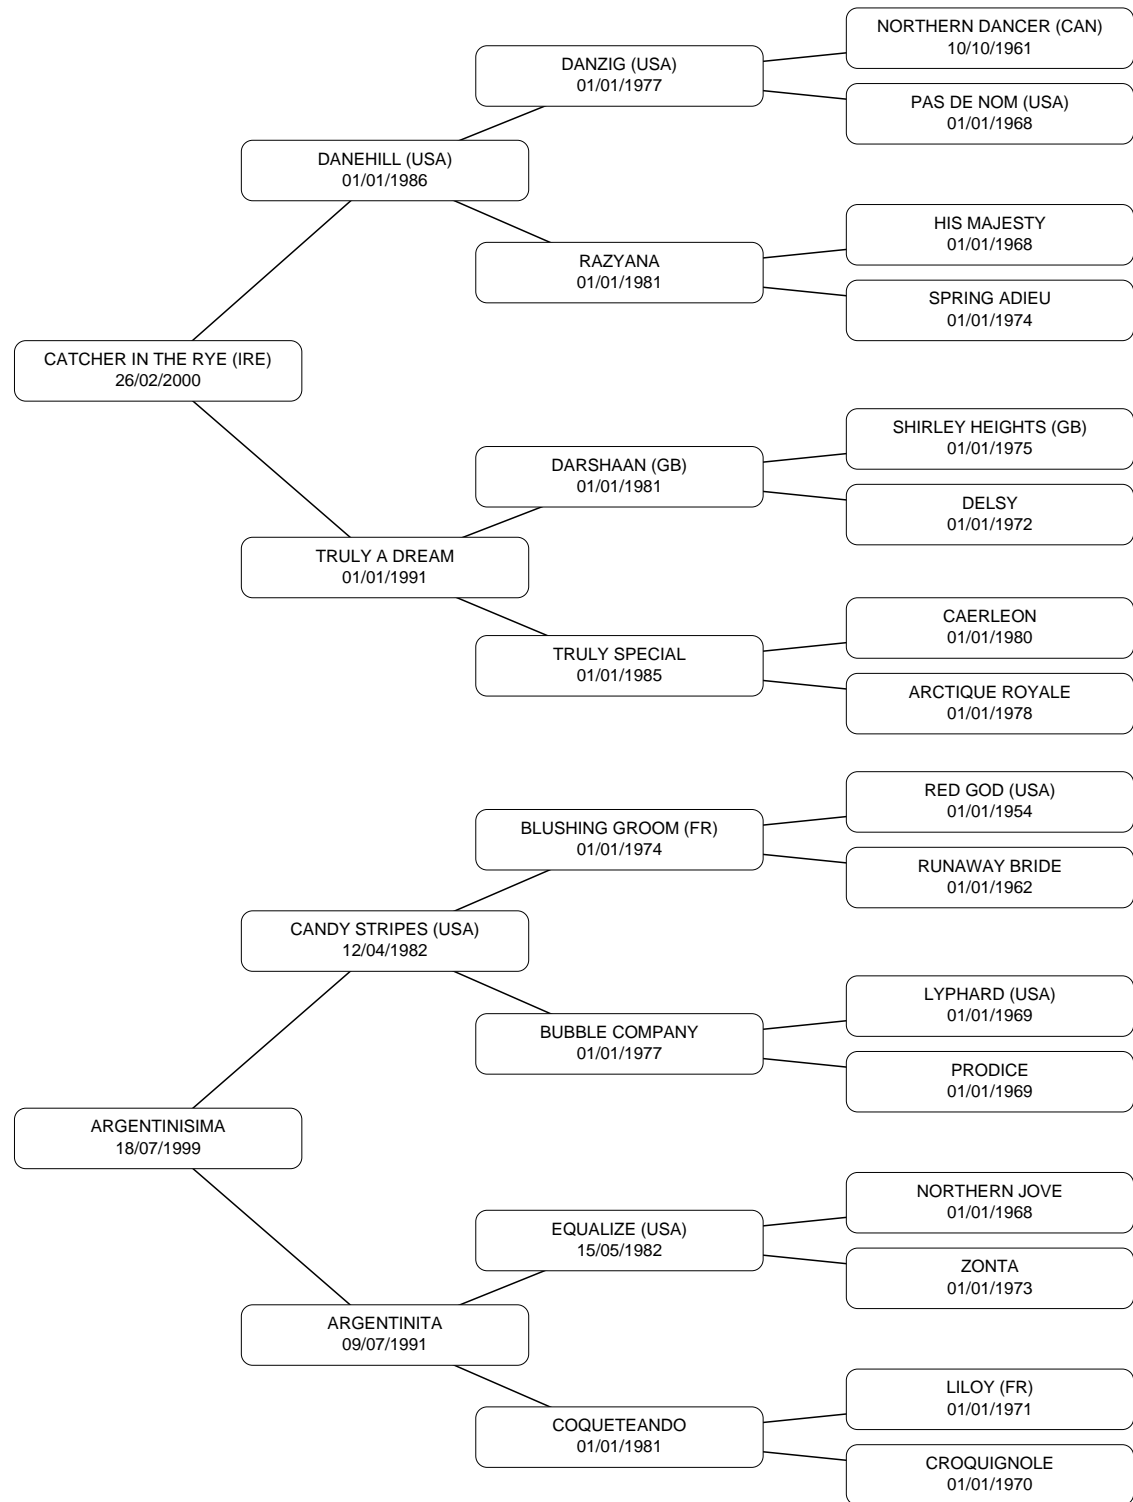 NORTHERN DANCER (CAN)
10/10/1961
DANZIG (USA)
01/01/1977
PAS DE NOM (USA)
01/01/1968
DANEHILL (USA)
01/01/1986
HIS MAJESTY
01/01/1968
RAZYANA
01/01/1981
SPRING ADIEU
01/01/1974
CATCHER IN THE RYE (IRE)
26/02/2000
SHIRLEY HEIGHTS (GB)
01/01/1975
DARSHAAN (GB)
01/01/1981
DELSY
01/01/1972
TRULY A DREAM
01/01/1991
CAERLEON
01/01/1980
TRULY SPECIAL
01/01/1985
ARCTIQUE ROYALE
01/01/1978
RED GOD (USA)
01/01/1954
BLUSHING GROOM (FR)
01/01/1974
RUNAWAY BRIDE
01/01/1962
CANDY STRIPES (USA)
12/04/1982
LYPHARD (USA)
01/01/1969
BUBBLE COMPANY
01/01/1977
PRODICE
01/01/1969
ARGENTINISIMA
18/07/1999
NORTHERN JOVE
01/01/1968
EQUALIZE (USA)
15/05/1982
ZONTA
01/01/1973
ARGENTINITA
09/07/1991
LILOY (FR)
01/01/1971
COQUETEANDO
01/01/1981
CROQUIGNOLE
01/01/1970